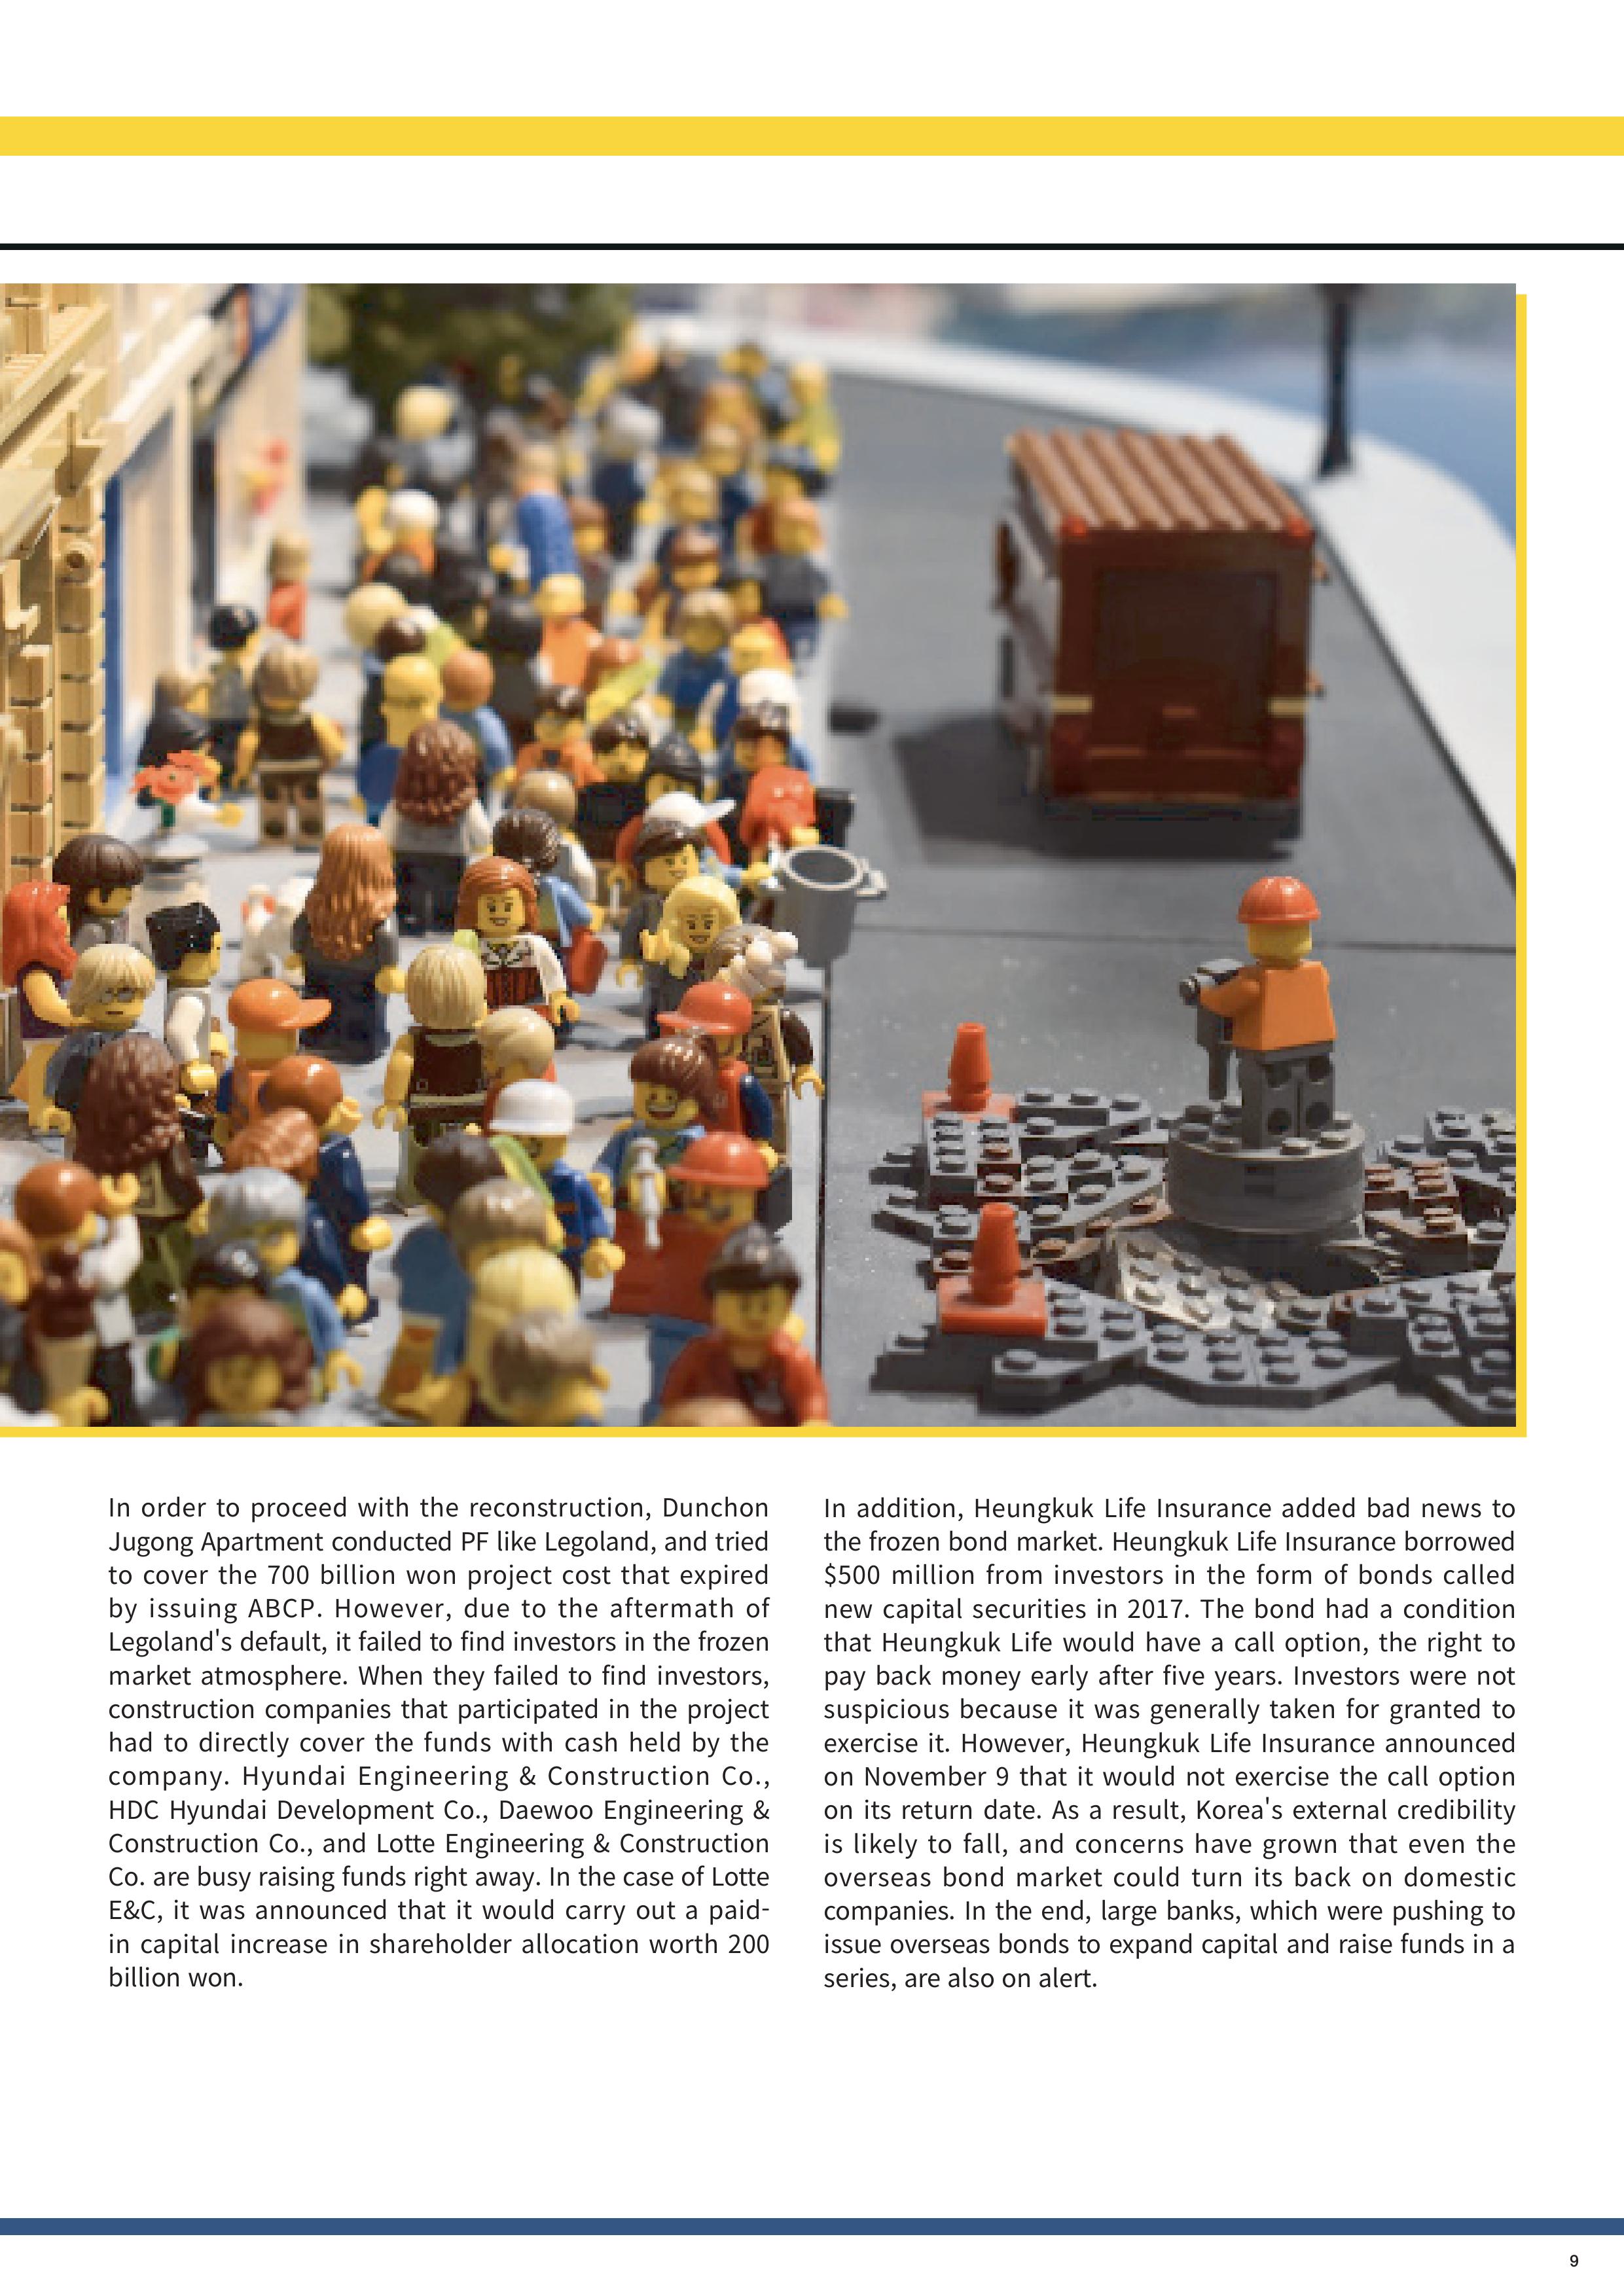 In order to proceed with the reconstruction, Dunchon
Jugong Apartment conducted PF like Legoland, and tried
to cover the 700 billion won project cost that expired
by issuing ABCP. However, due to the aftermath of
Legoland's default, it failed to find investors in the frozen
market atmosphere. When they failed to find investors,
construction companies that participated in the project
had to directly cover the funds with cash held by the
company. Hyundai Engineering & Construction Co.,
HDC Hyundai Development Co., Daewoo Engineering &
Construction Co., and Lotte Engineering & Construction
Co. are busy raising funds right away. In the case of Lotte
E&C, it was announced that it would carry out a paid-
in capital increase in shareholder allocation worth 200
billion won.
In addition, Heungkuk Life Insurance added bad news to
the frozen bond market. Heungkuk Life Insurance borrowed
$500 million from investors in the form of bonds called
new capital securities in 2017. The bond had a condition
that Heungkuk Life would have a call option, the right to
pay back money early after five years. Investors were not
suspicious because it was generally taken for granted to
exercise it. However, Heungkuk Life Insurance announced
on November 9 that it would not exercise the call option
on its return date. As a result, Korea's external credibility
is likely to fall, and concerns have grown that even the
overseas bond market could turn its back on domestic
companies. In the end, large banks, which were pushing to
issue overseas bonds to expand capital and raise funds in a
series, are also on alert.
9